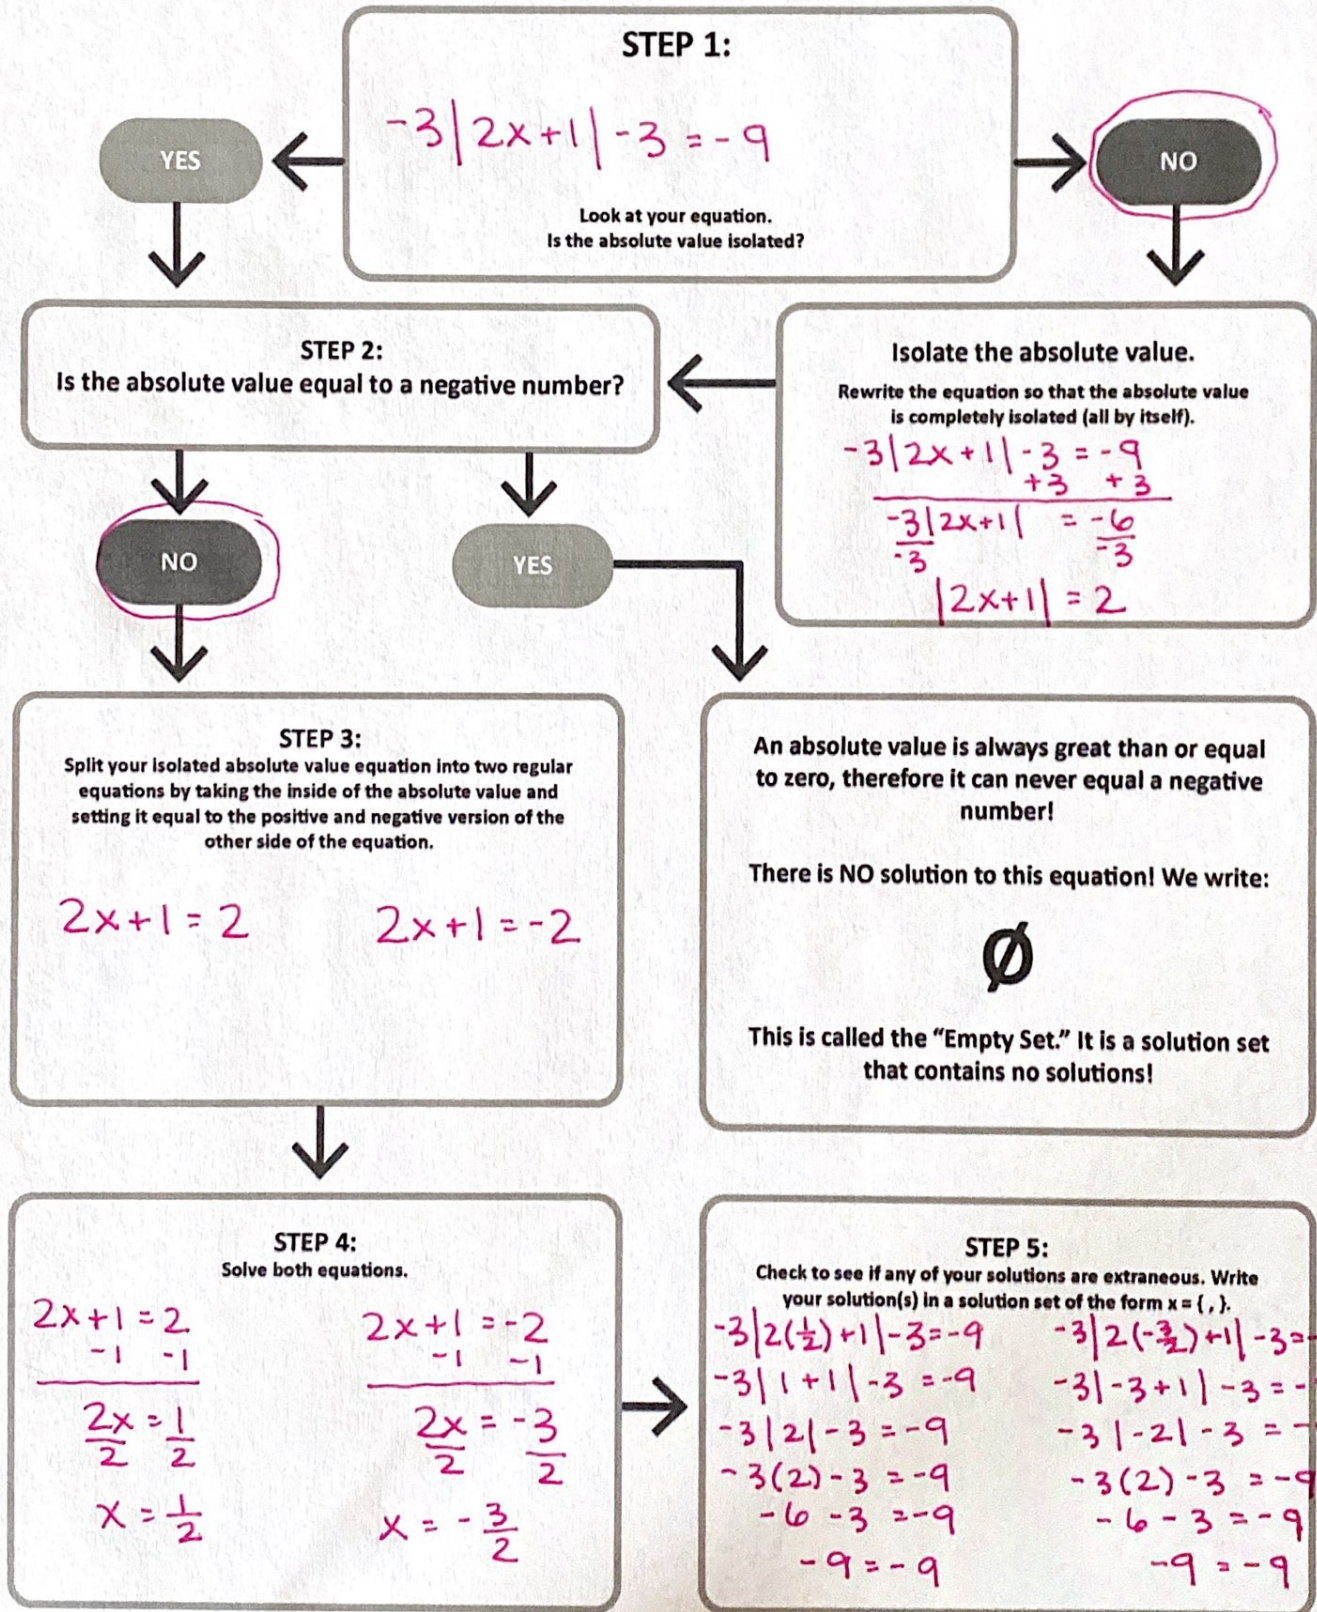 STEP 1:
-3|2x+1|-3=-9
Look at your equation.
Is the absolute value isolated?
YES
NO
STEP 2:
Is the absolute value equal to a negative number?
Isolate the absolute value.
Rewrite the equation so that the absolute value
is completely isolated (all by itself).
-3|2x+1|-3=-9
+3 +3
-3|2x+1| = -6
-3 -3
|2x+1| = 2
NO
YES
STEP 3:
Split your isolated absolute value equation into two regular
equations by taking the inside of the absolute value and
setting it equal to the positive and negative version of the
other side of the equation.
2x+1=2 2x+1=-2
An absolute value is always great than or equal
to zero, therefore it can never equal a negative
number!
There is NO solution to this equation! We write:
Ø
This is called the “Empty Set.” It is a solution set
that contains no solutions!
STEP 4:
Solve both equations.
2x+1=2
-1 -1
2x=1
2 2
x=1/2
2x+1=-2
-1 -1
2x=-3
2 2
x=-3/2
STEP 5:
Check to see if any of your solutions are extraneous. Write
your solution(s) in a solution set of the form x = { , }.
-3|2(1/2)+1|-3=-9
-3|1+1|-3=-9
-3|2|-3=-9
-3(2)-3=-9
-6-3=-9
-9=-9
-3|2(-3/2)+1|-3=
-3|-3+1|-3=-
-3|-2|-3=-
-3(2)-3=-9
-6-3=-9
-9=-9